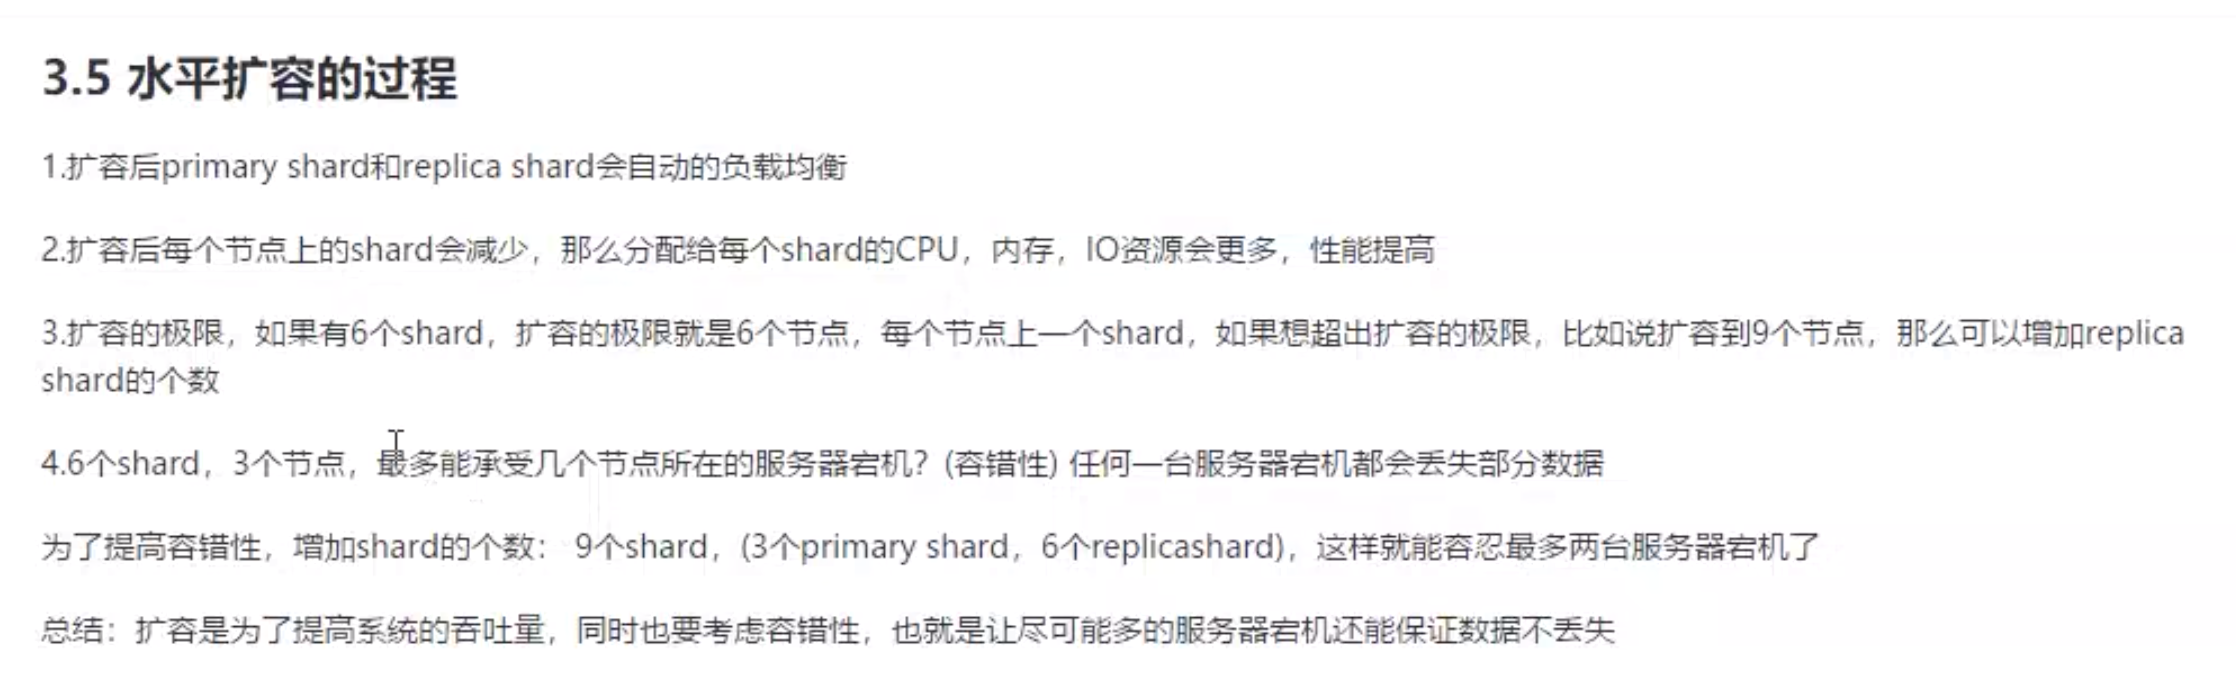 3.5 水平扩容的过程
1.扩容后primary shard和replica shard会自动的负载均衡
2.扩容后每个节点上的shard会减少，那么分配给每个shard的CPU，内存，IO资源会更多，性能提高
3.扩容的极限，如果有6个shard，扩容的极限就是6个节点，每个节点上一个shard，如果想超出扩容的极限，比如说扩容到9个节点，那么可以增加replica
shard的个数
4.6个shard，3个节点，最多能承受几个节点所在的服务器宕机？(容错性) 任何一台服务器宕机都会丢失部分数据
为了提高容错性，增加shard的个数： 9个shard，(3个primary shard，6个replicashard)，这样就能容忍最多两台服务器宕机了
总结：扩容是为了提高系统的吞吐量，同时也要考虑容错性，也就是让尽可能多的服务器宕机还能保证数据不丢失